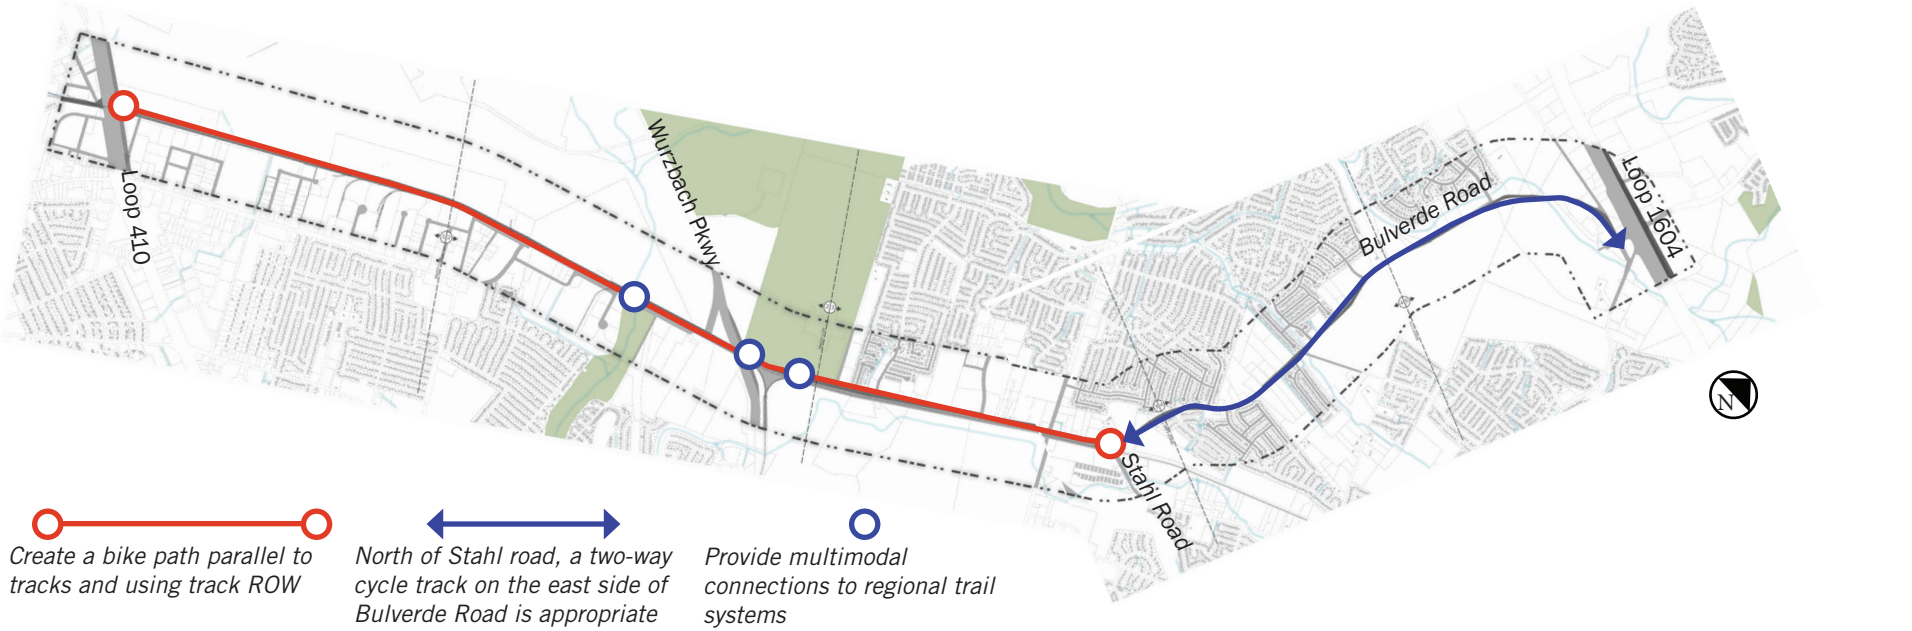 Loop 410
Wurzbach Pkwy
Bulverde Road
Loop 1604
Stahl Road
N
Create a bike path parallel to
tracks and using track ROW
North of Stahl road, a two-way
cycle track on the east side of
Bulverde Road is appropriate
Provide multimodal
connections to regional trail
systems